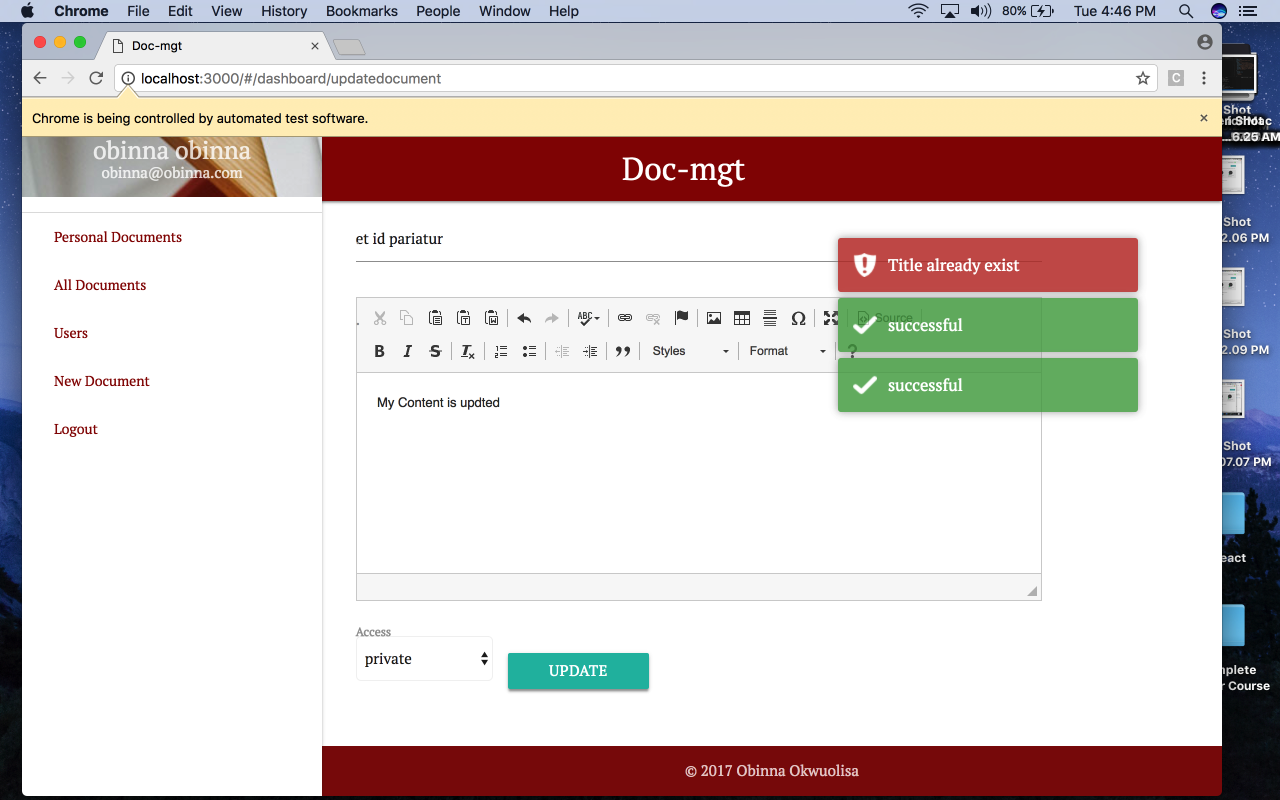 Chrome File Edit View History Bookmarks People Window Help 80% Tue 4:46 PM
Doc-mgt
localhost:3000/#/dashboard/updatedocument
C
Chrome is being controlled by automated test software.
obinna obinna
obinna@obinna.com
Doc-mgt
Personal Documents
All Documents
Users
New Document
Logout
et id pariatur
Title already exist
successful
successful
ABC
Source
B I S Tx
Styles Format ?
My Content is updted
Access
private
UPDATE
© 2017 Obinna Okwuolisa
Shot
6.25 AM
Shot
2.06 PM
Shot
2.09 PM
Shot
07.07 PM
eact
nplete
r Course